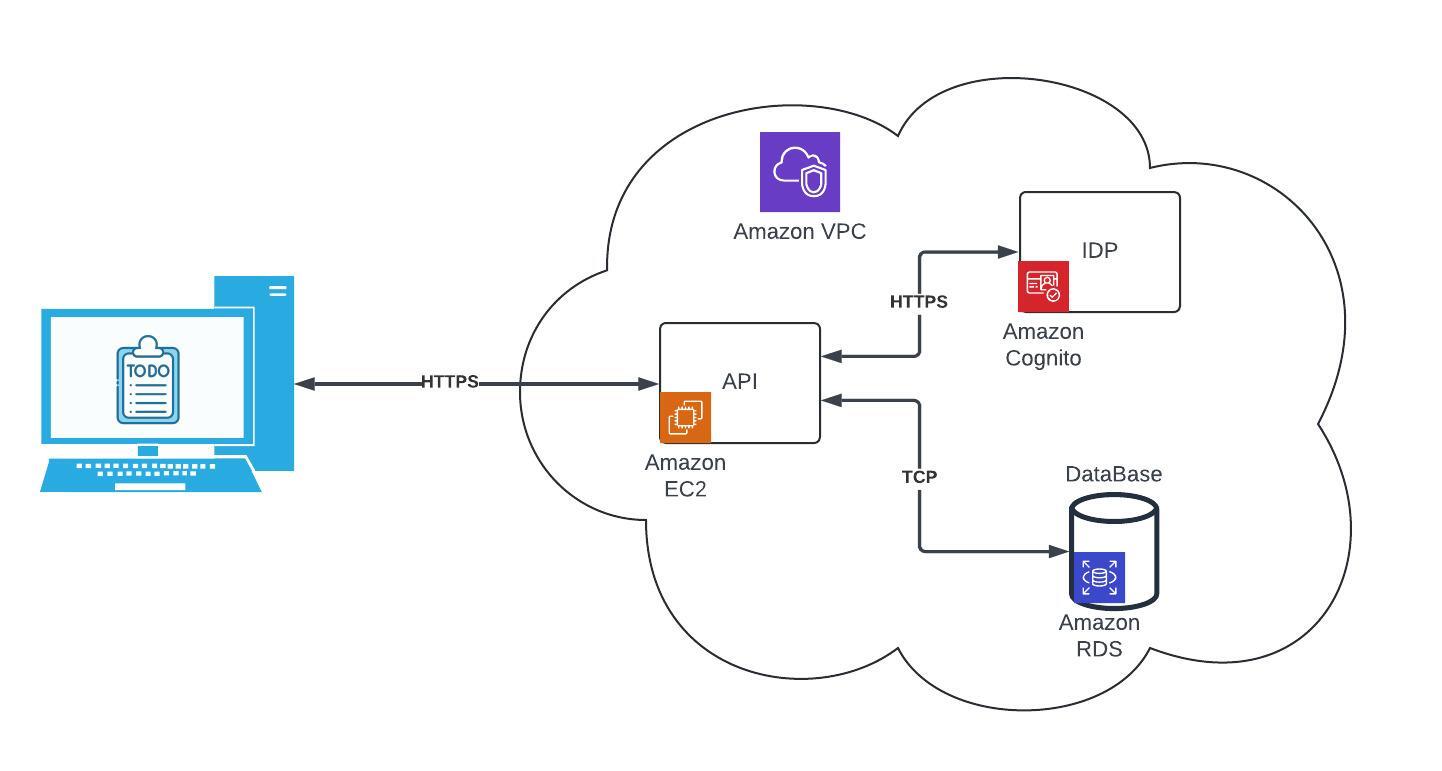 Amazon VPC
IDP
HTTPS
Amazon
Cognito
TODO
HTTPS
API
Amazon
EC2
TCP
DataBase
Amazon
RDS